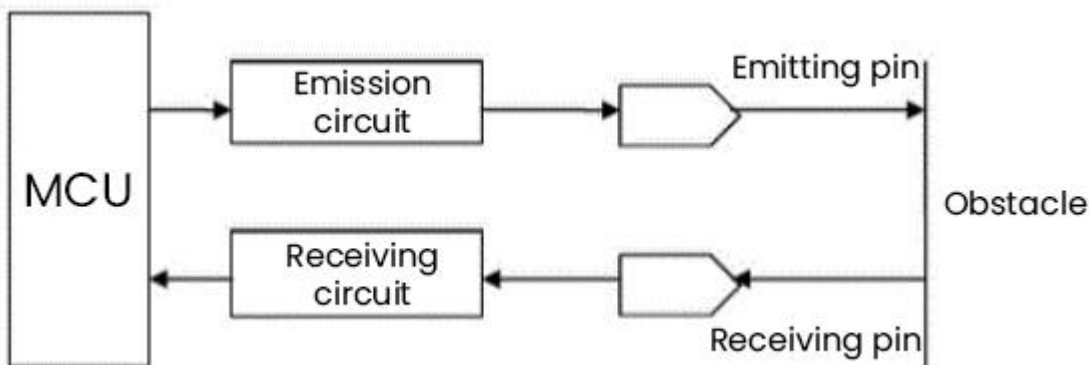 Emission
circuit
Emitting pin
MCU
Obstacle
Receiving
circuit
Receiving pin